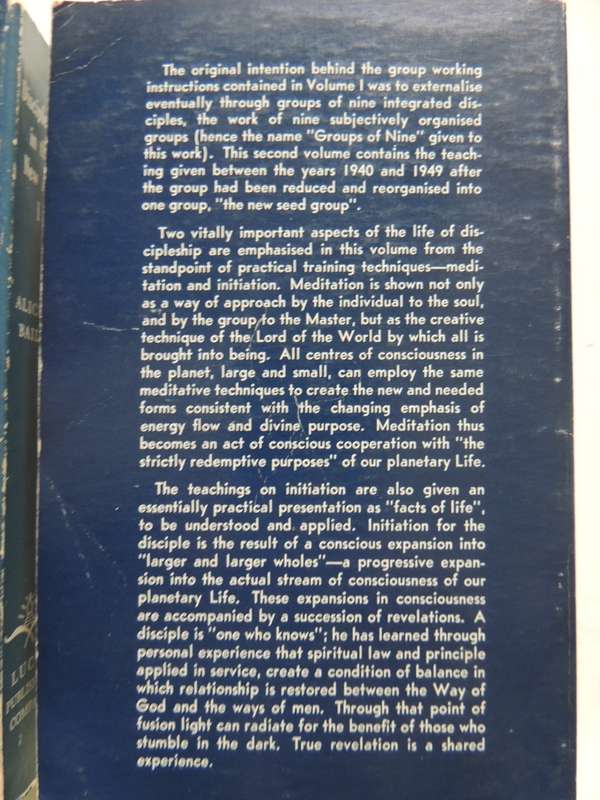 The original intention behind the group working
instructions contained in Volume I was to externalise
eventually through groups of nine integrated dis-
ciples, the work of nine subjectively organised
groups (hence the name "Groups of Nine" given to
this work). This second volume contains the teach-
ing given between the years 1940 and 1949 after
the group had been reduced and reorganised into
one group, "the new seed group".
Two vitally important aspects of the life of dis-
cipleship are emphasised in this volume from the
standpoint of practical training techniques—medi-
tation and initiation. Meditation is shown not only
as a way of approach by the individual to the soul,
and by the group to the Master, but as the creative
technique of the Lord of the World by which all is
brought into being. All centres of consciousness in
the planet, large and small, can employ the same
meditative techniques to create the new and needed
forms consistent with the changing emphasis of
energy flow and divine purpose. Meditation thus
becomes an act of conscious cooperation with "the
strictly redemptive purposes" of our planetary Life.
The teachings on initiation are also given an
essentially practical presentation as "facts of life",
to be understood and applied. Initiation for the
disciple is the result of a conscious expansion into
"larger and larger wholes"—a progressive expan-
sion into the actual stream of consciousness of our
planetary Life. These expansions in consciousness
are accompanied by a succession of revelations. A
disciple is "one who knows"; he has learned through
personal experience that spiritual law and principle
applied in service, create a condition of balance in
which relationship is restored between the Way of
God and the ways of men. Through that point of
fusion light can radiate for the benefit of those who
stumble in the dark. True revelation is a shared
experience.
ALIC
BAIL
LUC
PUBLIS
COMP